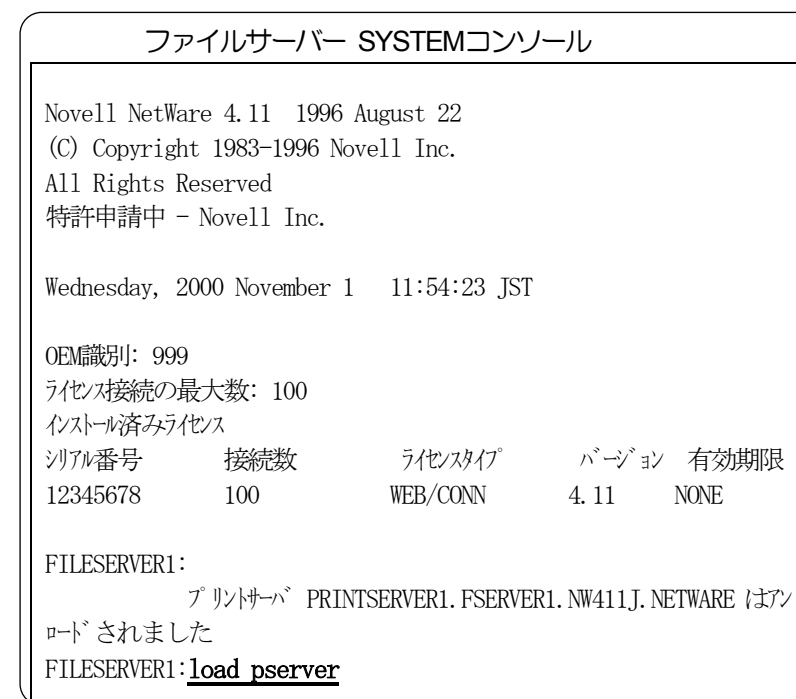 ファイルサーバー SYSTEMコンソール
Novell NetWare 4.11 1996 August 22
(C) Copyright 1983-1996 Novell Inc.
All Rights Reserved
特許申請中 - Novell Inc.
Wednesday, 2000 November 1 11:54:23 JST
OEM識別: 999
ﾗｲｾﾝｽ接続の最大数: 100
ｲﾝｽﾄｰﾙ済みﾗｲｾﾝｽ
ｼﾘｱﾙ番号 接続数 ﾗｲｾﾝｽﾀｲﾌﾟ ﾊﾞｰｼﾞｮﾝ 有効期限
12345678 100 WEB/CONN 4.11 NONE
FILESERVER1:
ﾌﾟﾘﾝﾄｻｰﾊﾞ PRINTSERVER1.FSERVER1.NW411J.NETWARE はｱﾝ
ﾛｰﾄﾞされました
FILESERVER1:load pserver